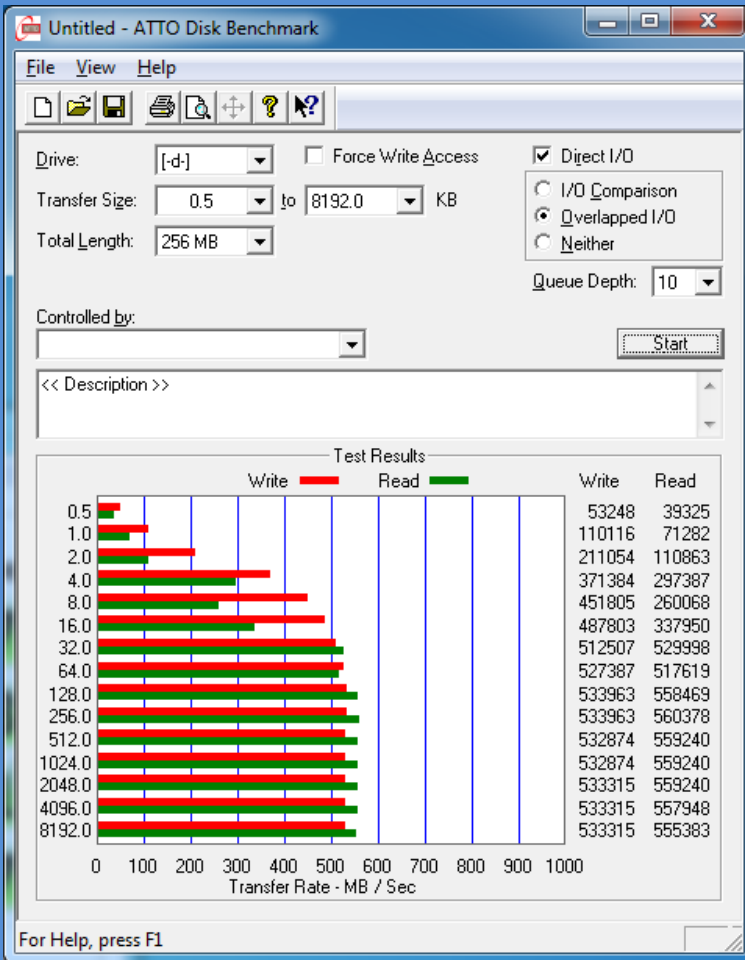 Untitled - ATTO Disk Benchmark
File View Help
Drive: [-d-] Force Write Access Direct I/O
Transfer Size: 0.5 to 8192.0 KB I/O Comparison
Overlapped I/O
Total Length: 256 MB Neither
Queue Depth: 10
Controlled by:
Start
<< Description >>
Test Results
Write Read Write Read
0.5 53248 39325
1.0 110116 71282
2.0 211054 110863
4.0 371384 297387
8.0 451805 260068
16.0 487803 337950
32.0 512507 529998
64.0 527387 517619
128.0 533963 558469
256.0 533963 560378
512.0 532874 559240
1024.0 532874 559240
2048.0 533315 559240
4096.0 533315 557948
8192.0 533315 555383
0 100 200 300 400 500 600 700 800 900 1000
Transfer Rate - MB / Sec
For Help, press F1